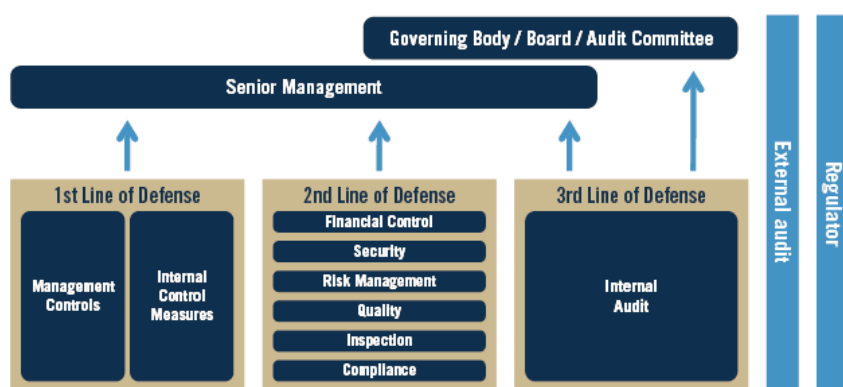 Governing Body / Board / Audit Committee
Senior Management
1st Line of Defense
Management
Controls
Internal
Control
Measures
2nd Line of Defense
Financial Control
Security
Risk Management
Quality
Inspection
Compliance
3rd Line of Defense
Internal
Audit
External audit
Regulator